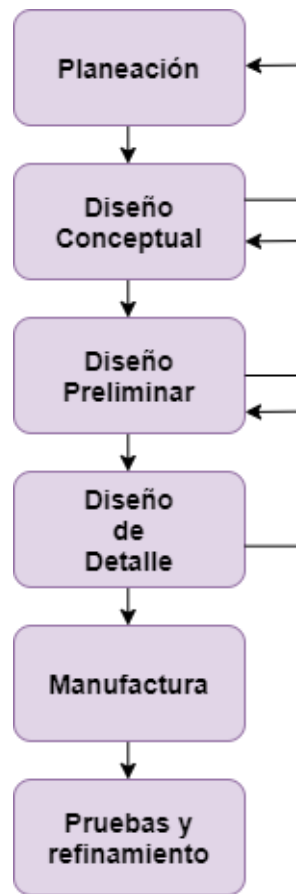 Planeación
Diseño
Conceptual
Diseño
Preliminar
Diseño
de
Detalle
Manufactura
Pruebas y
refinamiento